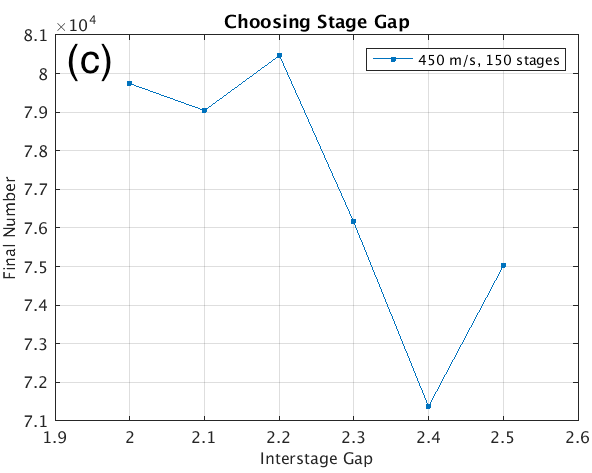 Choosing Stage Gap
×10⁴
(c)
450 m/s, 150 stages
8.1
8
7.9
7.8
7.7
7.6
7.5
7.4
7.3
7.2
7.1
Final Number
1.9 2 2.1 2.2 2.3 2.4 2.5 2.6
Interstage Gap